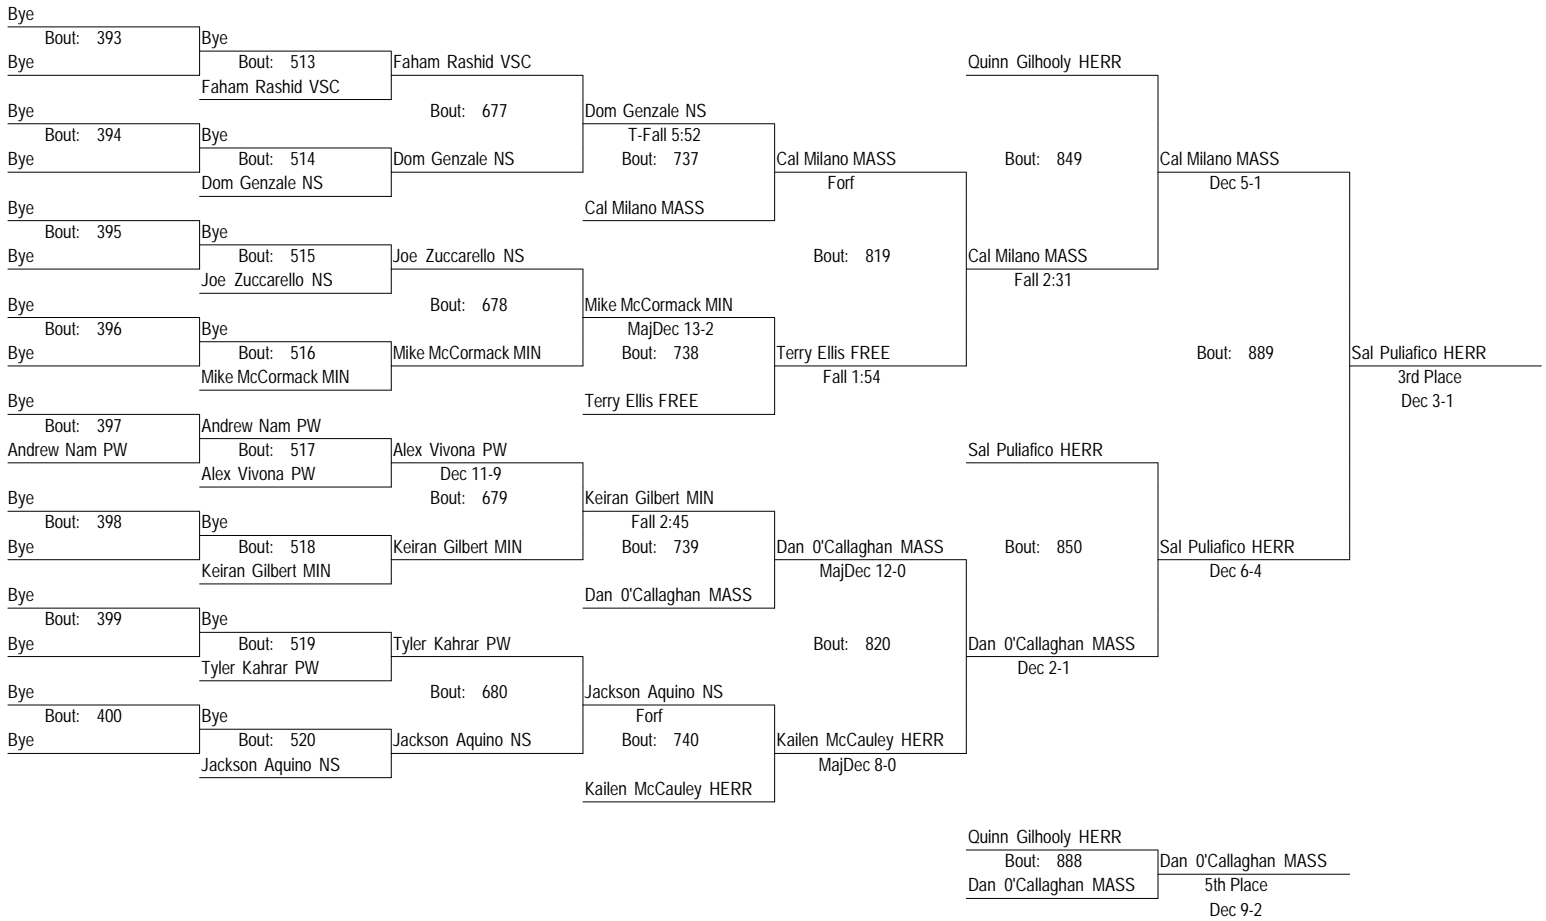 Bye
Bout: 393
Bye
Bye
Bout: 513
Faham Rashid VSC
Faham Rashid VSC
Bye
Bout: 394
Bye
Bye
Bout: 514
Dom Genzale NS
Bout: 677
Dom Genzale NS
Dom Genzale NS
T-Fall 5:52
Bout: 737
Cal Milano MASS
Bye
Bout: 395
Bye
Bye
Bout: 515
Joe Zuccarello NS
Joe Zuccarello NS
Bye
Bout: 396
Bye
Bye
Bout: 516
Mike McCormack MIN
Bout: 678
Mike McCormack MIN
Mike McCormack MIN
MajDec 13-2
Bout: 738
Terry Ellis FREE
Cal Milano MASS
Forf
Bout: 819
Terry Ellis FREE
Fall 1:54
Quinn Gilhooly HERR
Bout: 849
Cal Milano MASS
Fall 2:31
Cal Milano MASS
Dec 5-1
Bye
Bout: 397
Andrew Nam PW
Andrew Nam PW
Bout: 517
Alex Vivona PW
Alex Vivona PW
Dec 11-9
Bye
Bout: 398
Bye
Bye
Bout: 518
Keiran Gilbert MIN
Bout: 679
Keiran Gilbert MIN
Keiran Gilbert MIN
Fall 2:45
Bout: 739
Dan 0'Callaghan MASS
Bye
Bout: 399
Bye
Bye
Bout: 519
Tyler Kahrar PW
Tyler Kahrar PW
Bye
Bout: 400
Bye
Bye
Bout: 520
Jackson Aquino NS
Bout: 680
Jackson Aquino NS
Jackson Aquino NS
Forf
Bout: 740
Kailen McCauley HERR
Dan 0'Callaghan MASS
MajDec 12-0
Bout: 820
Kailen McCauley HERR
MajDec 8-0
Sal Puliafico HERR
Bout: 850
Dan 0'Callaghan MASS
Dec 2-1
Sal Puliafico HERR
Dec 6-4
Bout: 889
Sal Puliafico HERR
3rd Place
Dec 3-1
Quinn Gilhooly HERR
Bout: 888
Dan 0'Callaghan MASS
Dan 0'Callaghan MASS
5th Place
Dec 9-2